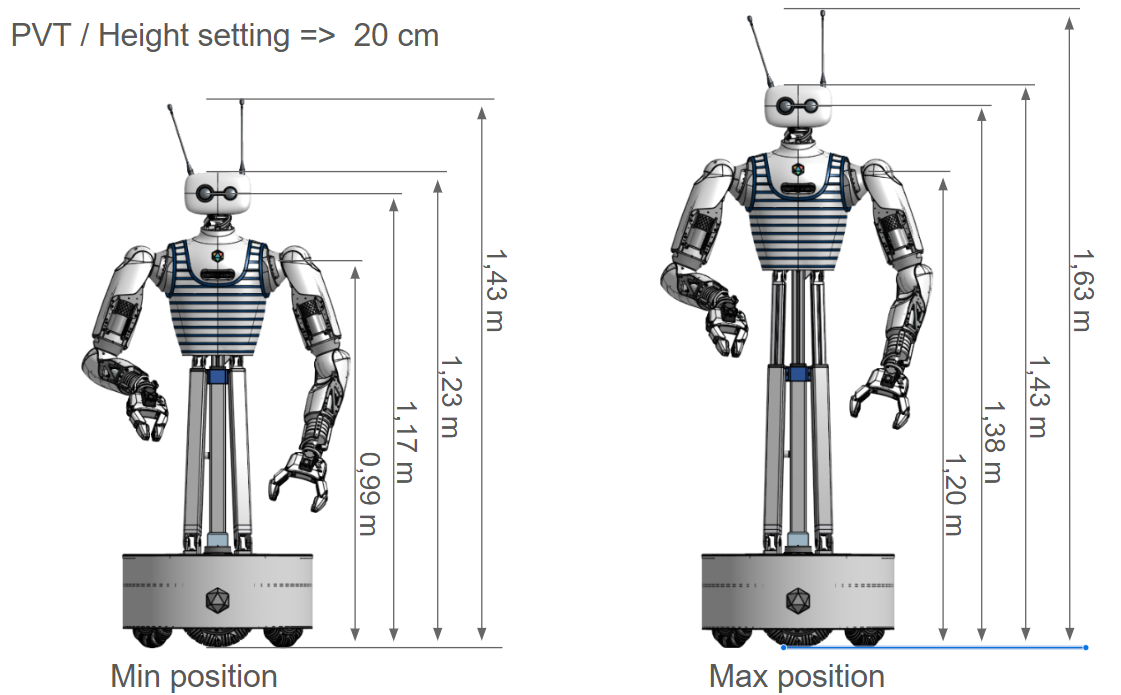 PVT / Height setting => 20 cm
1,43 m
1,23 m
1,17 m
0,99 m
Min position
1,63 m
1,43 m
1,38 m
1,20 m
Max position